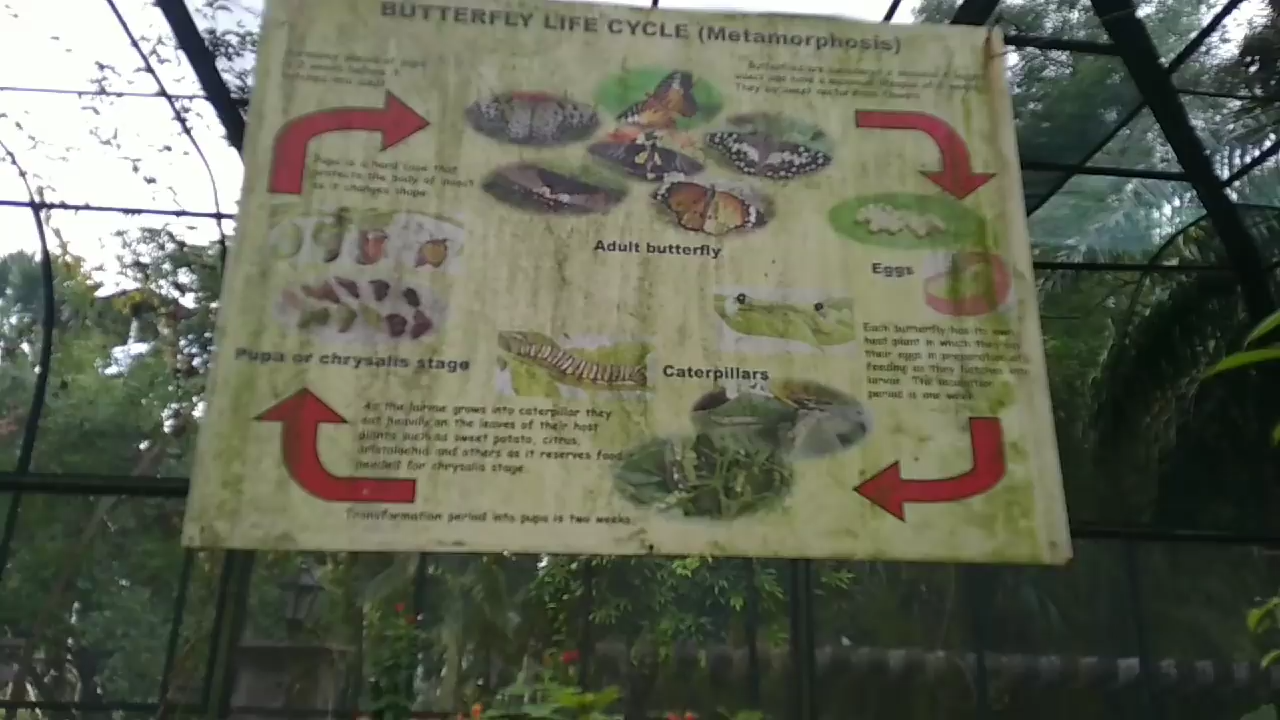 BUTTERFLY LIFE CYCLE (Metamorphosis)
Pupa is a hard case that
protects the body of insect
as it changes shape
Adult butterfly
Eggs
Each butterfly has its own
host plant in which they lay
their eggs in preparation of
feeding as they hatches into
larvae. The incubation
period is one week
Pupa or chrysalis stage
Caterpillars
As the larvae grows into caterpillar they
eat heavily on the leaves of their host
plants such as sweet potato, citrus,
and others as it reserves food
needed for chrysalis stage
Transformation period into pupa is two weeks